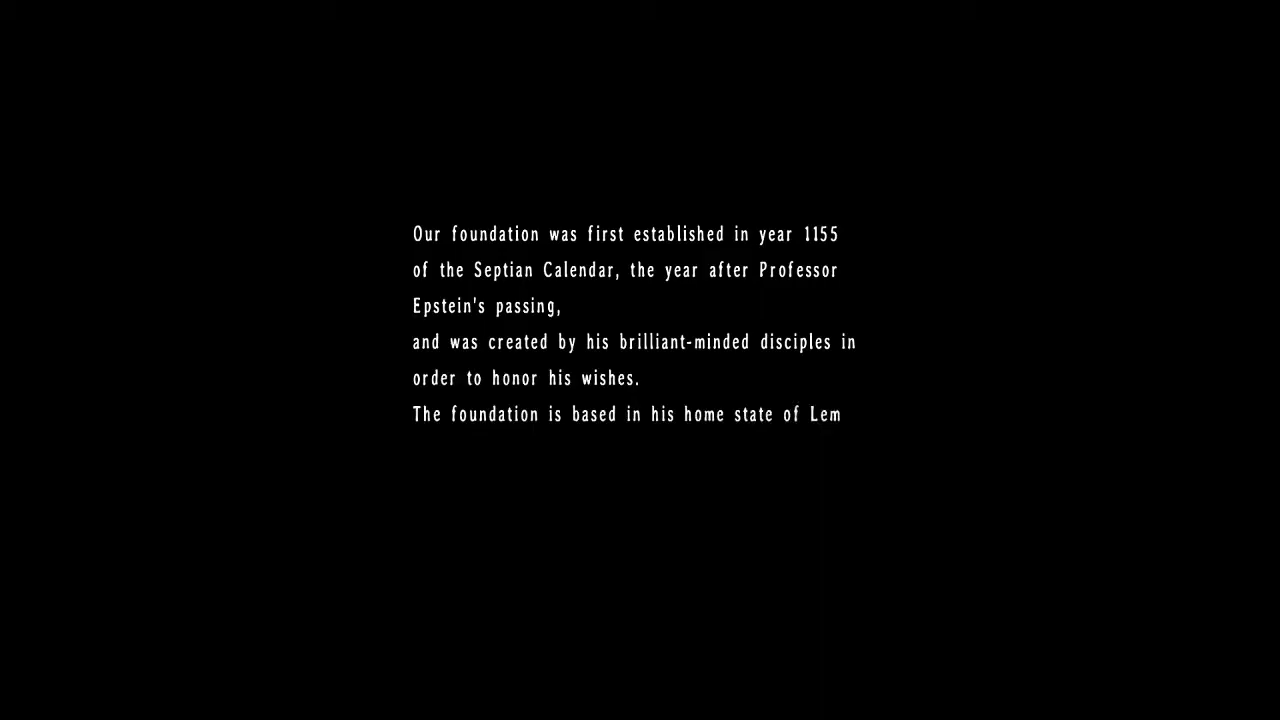 Our foundation was first established in year 1155
of the Septian Calendar, the year after Professor
Epstein's passing,
and was created by his brilliant-minded disciples in
order to honor his wishes.
The foundation is based in his home state of Lem